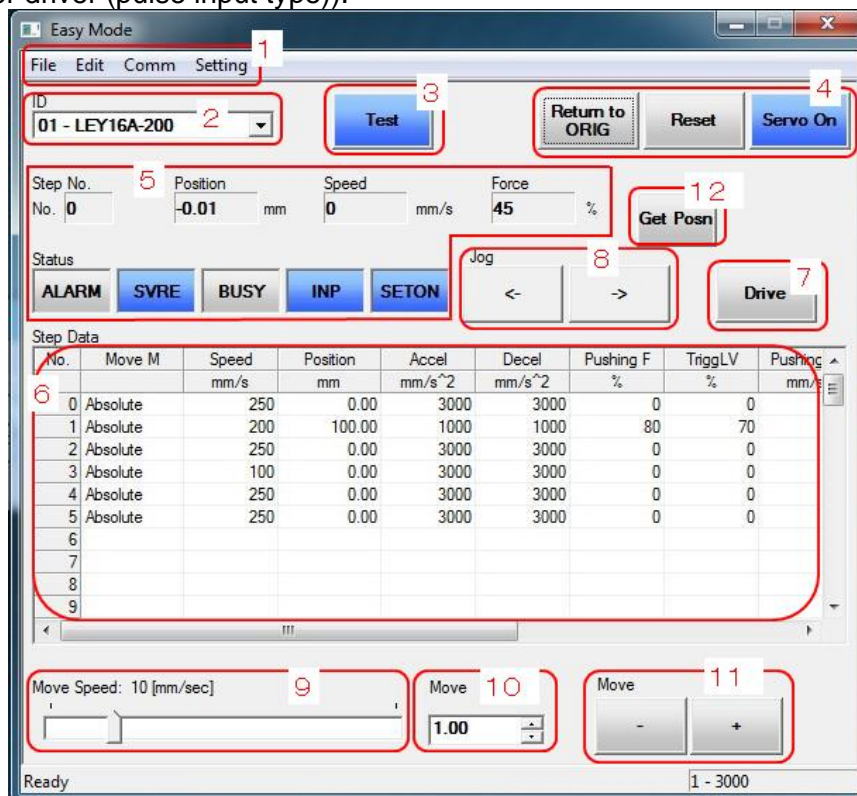 er driver (pulse input type)).
Easy Mode
1
File Edit Comm Setting
ID
01 - LEY16A-200
2
Test
3
Return to
ORIG
Reset
Servo On
4
Step No. 5 Position Speed Force
No. 0 -0.01 mm 0 mm/s 45 %
12
Get Posn
Status
ALARM SVRE BUSY INP SETON
Jog 8
<- ->
7
Drive
Step Data
No. Move M Speed Position Accel Decel Pushing F TriggLV Pushing
6 mm/s mm mm/s^2 mm/s^2 % % mm/s
0 Absolute 250 0.00 3000 3000 0 0
1 Absolute 200 100.00 1000 1000 80 70
2 Absolute 250 0.00 3000 3000 0 0
3 Absolute 100 0.00 3000 3000 0 0
4 Absolute 250 0.00 3000 3000 0 0
5 Absolute 250 0.00 3000 3000 0 0
6
7
8
9
Move Speed: 10 [mm/sec] 9
Move 10
1.00
Move 11
- +
Ready 1 - 3000